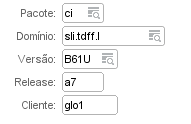 Pacote: ci
Domínio: sli.tdff.l
Versão: B61U
Release: a7
Cliente: glo1